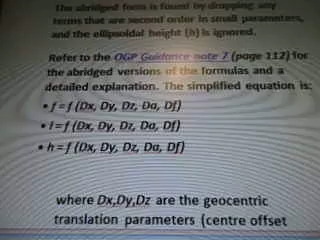 The abridged form is found by dropping any
terms that are second order in small parameters,
and the ellipsoidal height (h) is ignored.
Refer to the OGP Guidance note 7 (page 112) for
the abridged versions of the formulas and a
detailed explanation. The simplified equation is:
• f = f (Dx, Dy, Dz, Da, Df)
• l = f (Dx, Dy, Dz, Da, Df)
• h = f (Dx, Dy, Dz, Da, Df)
where Dx,Dy,Dz are the geocentric
translation parameters (centre offset